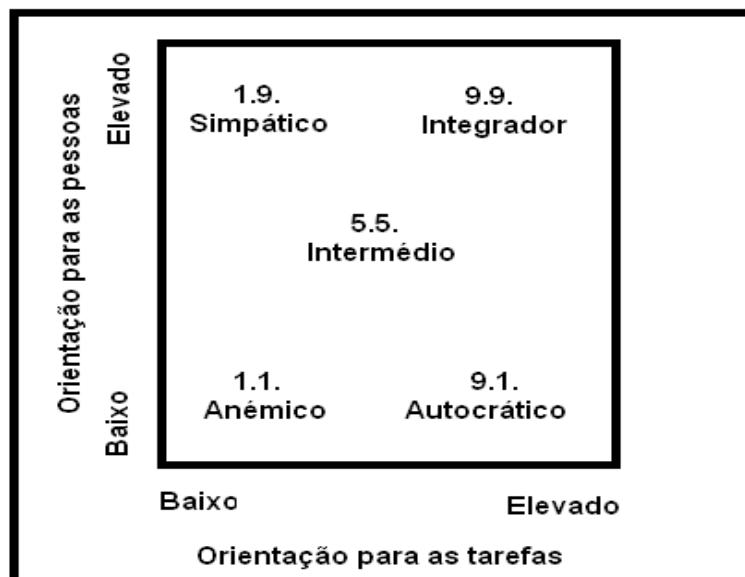 Orientação para as pessoas
Elevado
Baixo
1.9.
Simpático
9.9.
Integrador
5.5.
Intermédio
1.1.
Anémico
9.1.
Autocrático
Baixo
Elevado
Orientação para as tarefas